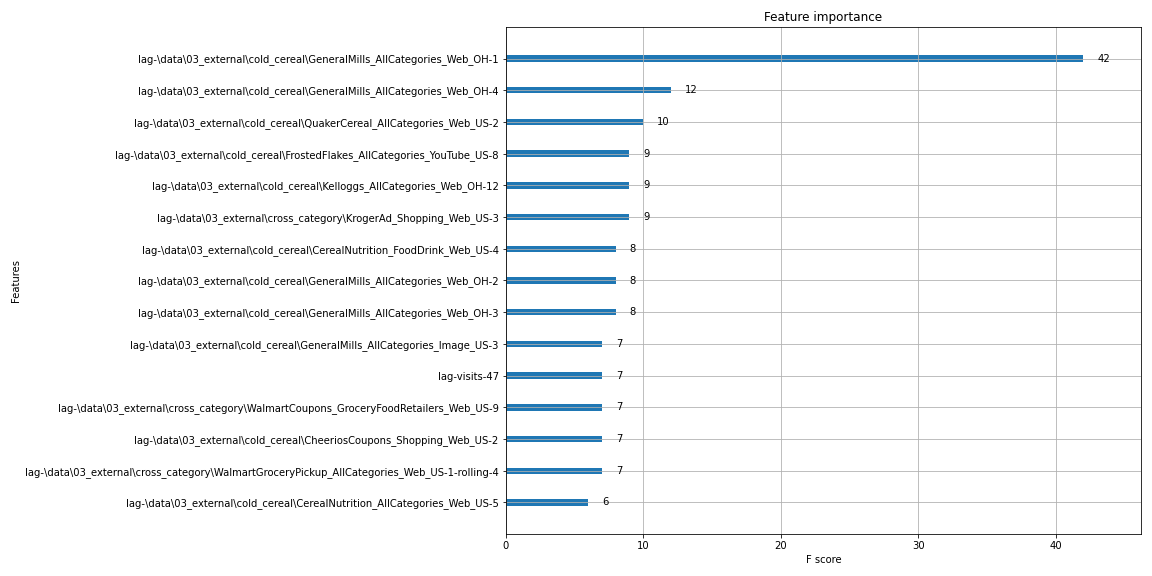 Feature importance
lag-\data\03_external\cold_cereal\GeneralMills_AllCategories_Web_OH-1
42
lag-\data\03_external\cold_cereal\GeneralMills_AllCategories_Web_OH-4
12
lag-\data\03_external\cold_cereal\QuakerCereal_AllCategories_Web_US-2
10
lag-\data\03_external\cold_cereal\FrostedFlakes_AllCategories_YouTube_US-8
9
lag-\data\03_external\cold_cereal\Kelloggs_AllCategories_Web_OH-12
9
lag-\data\03_external\cross_category\KrogerAd_Shopping_Web_US-3
9
lag-\data\03_external\cold_cereal\CerealNutrition_FoodDrink_Web_US-4
8
lag-\data\03_external\cold_cereal\GeneralMills_AllCategories_Web_OH-2
8
lag-\data\03_external\cold_cereal\GeneralMills_AllCategories_Web_OH-3
8
lag-\data\03_external\cold_cereal\GeneralMills_AllCategories_Image_US-3
7
lag-visits-47
7
lag-\data\03_external\cross_category\WalmartCoupons_GroceryFoodRetailers_Web_US-9
7
lag-\data\03_external\cold_cereal\CheeriosCoupons_Shopping_Web_US-2
7
lag-\data\03_external\cross_category\WalmartGroceryPickup_AllCategories_Web_US-1-rolling-4
7
lag-\data\03_external\cold_cereal\CerealNutrition_AllCategories_Web_US-5
6
Features
0 10 20 30 40
F score